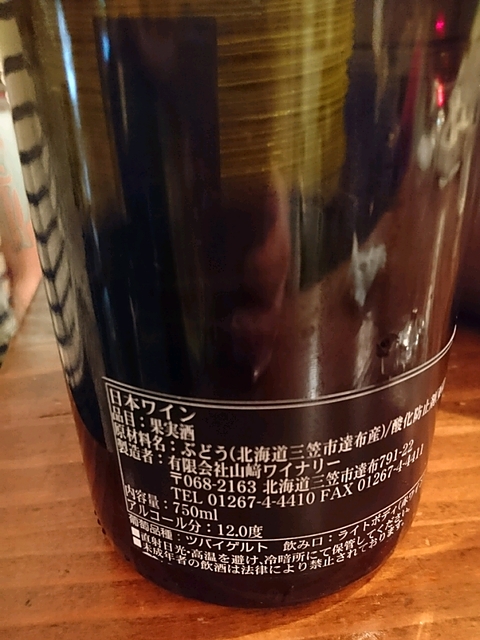 日本ワイン
品目：果実酒
原材料名：ぶどう(北海道三笠市達布産)/酸化防止剤
製造者：有限会社山﨑ワイナリー
〒068-2163 北海道三笠市達布791-22
TEL 01267-4-4410 FAX 01267-4-4411
内容量：750ml
アルコール分：12.0度
葡萄品種：ツバイゲルト 飲み口：ライトボディ
■直射日光・高温を避け、冷暗所にて保管してください。
■未成年者の飲酒は法律により禁止されております。